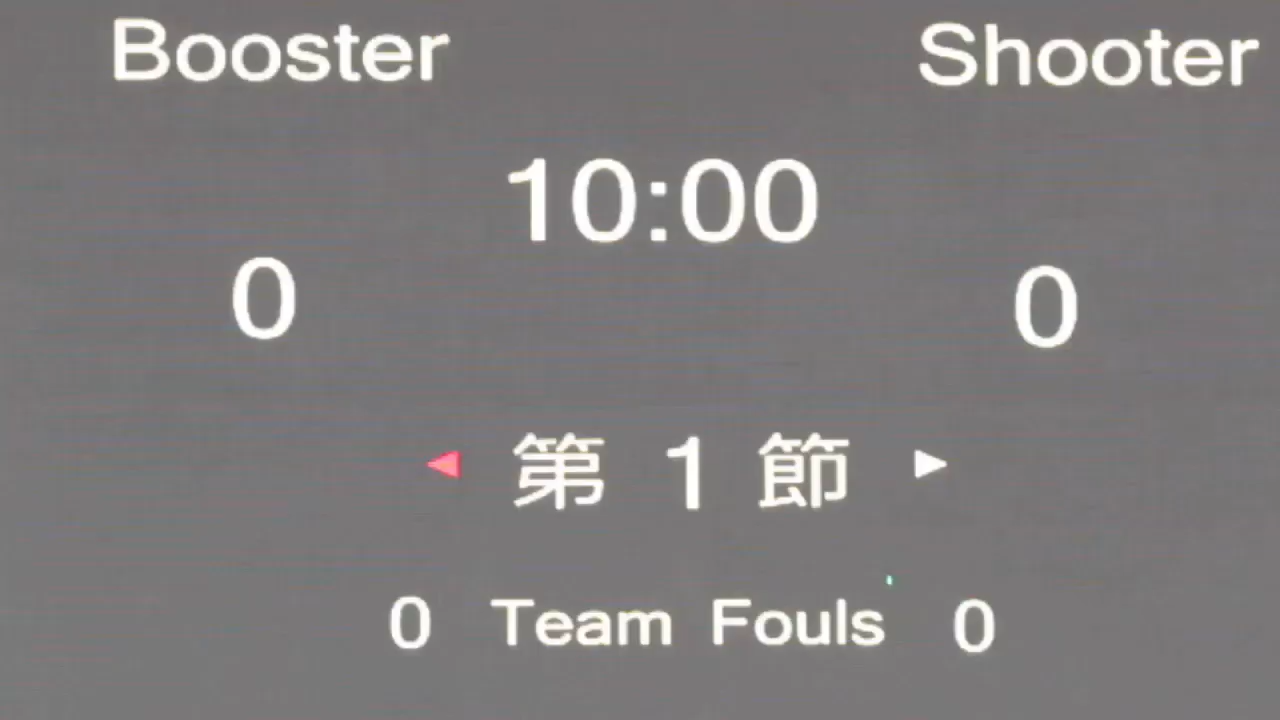 Booster Shooter
10:00
0 0
◀ 第 1 節 ▶
0 Team Fouls 0